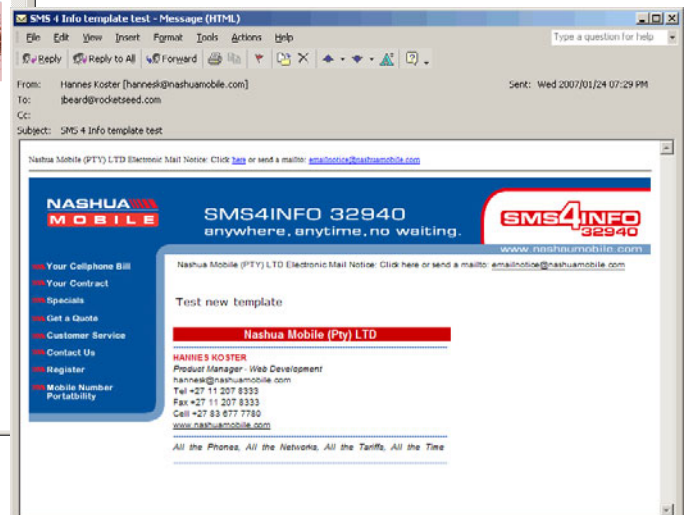 SMS 4 Info template test - Message (HTML)
File Edit View Insert Format Tools Actions Help
Type a question for help
Reply Reply to All Forward
From: Hannes Koster [hannesk@nashuamobile.com]
Sent: Wed 2007/01/24 07:29 PM
To: jbeard@rocketseed.com
Cc:
Subject: SMS 4 Info template test
Nashua Mobile (PTY) LTD Electronic Mail Notice: Click here or send a mailto: emailnotice@nashuamobile.com
NASHUA
MOBILE
SMS4INFO 32940
anywhere, anytime, no waiting.
SMS4INFO
32940
www.nashuamobile.com
Your Cellphone Bill
Your Contract
Specials
Get a Quote
Customer Service
Contact Us
Register
Mobile Number
Portatbility
Nashua Mobile (PTY) LTD Electronic Mail Notice: Click here or send a mailto: emailnotice@nashuamobile.com
Test new template
Nashua Mobile (Pty) LTD
HANNES KOSTER
Product Manager - Web Development
hannesk@nashuamobile.com
Tel +27 11 207 8333
Fax +27 11 207 8333
Cell +27 83 677 7780
www.nashuamobile.com
All the Phones, All the Networks, All the Tariffs, All the Time